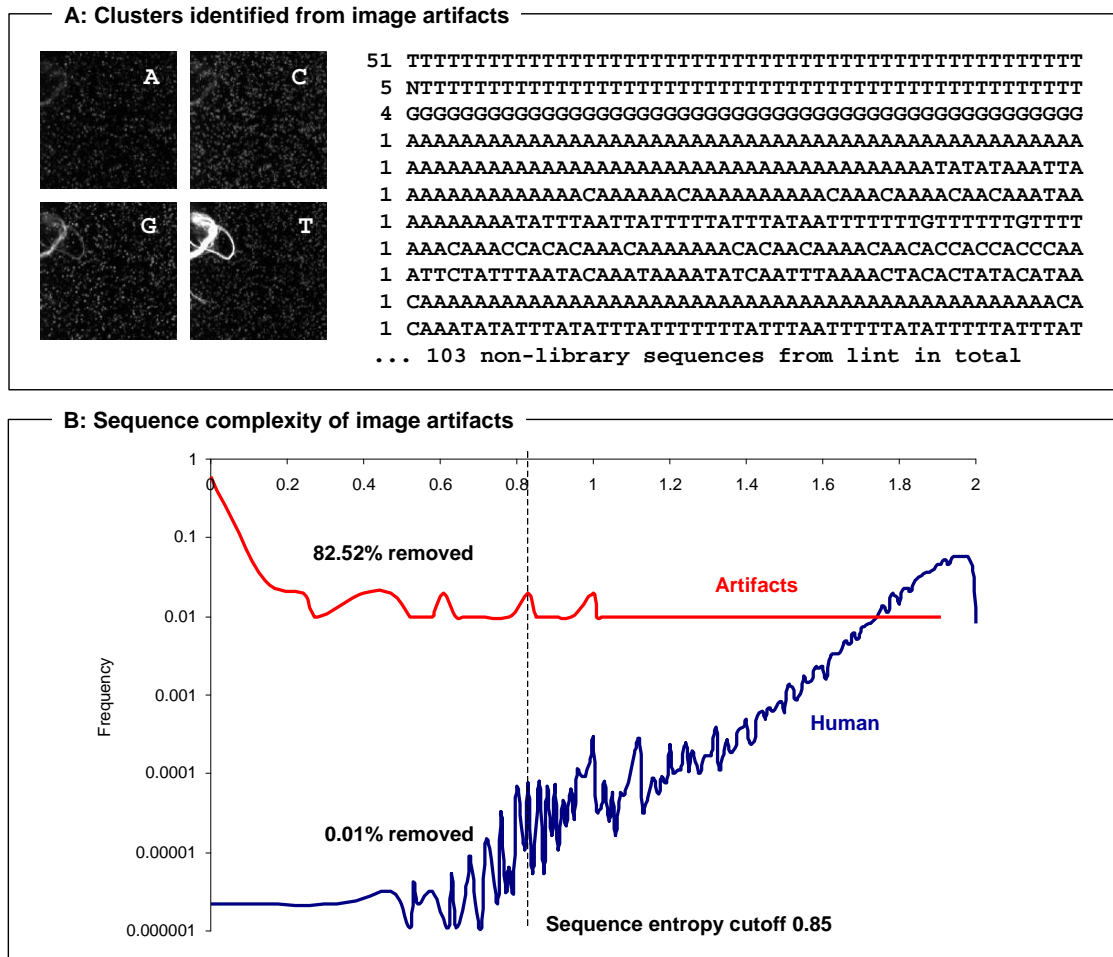 A: Clusters identified from image artifacts
A
C
G
T
51 TTTTTTTTTTTTTTTTTTTTTTTTTTTTTTTTTTTTTTTTTTTTTTTTTT
5 NTTTTTTTTTTTTTTTTTTTTTTTTTTTTTTTTTTTTTTTTTTTTTTTTT
4 GGGGGGGGGGGGGGGGGGGGGGGGGGGGGGGGGGGGGGGGGGGGGGGGGG
1 AAAAAAAAAAAAAAAAAAAAAAAAAAAAAAAAAAAAAAAAAAAAAAAAAA
1 AAAAAAAAAAAAAAAAAAAAAAAAAAAAAAAAAAAAAAATATATAAATTA
1 AAAAAAAAAAAAACAAAAAACAAAAAAAAAACAAACAAAACAACAAATAA
1 AAAAAAAATATTTAATTATTTTTATTTATAATTTTTTTGTTTTTTGTTTT
1 AAACAAACCACACAAACAAAAAAACACAACAAACAACACCACCACCCAA
1 ATTCTATTTAATACAAATAAAATATCAATTTAAAACTACACTATACATAA
1 CAAAAAAAAAAAAAAAAAAAAAAAAAAAAAAAAAAAAAAAAAAAAAAACA
1 CAAATATATTTATATTTATTTTTTTATTTAATTTTTATATTTTTATTTAT
... 103 non-library sequences from lint in total
B: Sequence complexity of image artifacts
1
0 0.2 0.4 0.6 0.8 1 1.2 1.4 1.6 1.8 2
0.1
82.52% removed
Artifacts
0.01
Frequency
0.001
Human
0.0001
0.01% removed
0.00001
Sequence entropy cutoff 0.85
0.000001